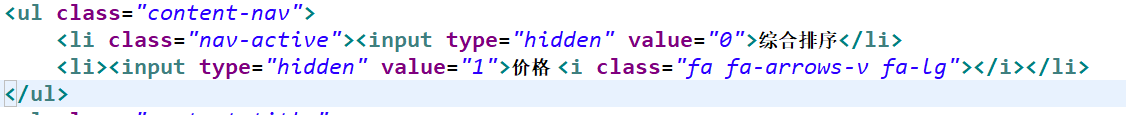 <ul class="content-nav">
<li class="nav-active"><input type="hidden" value="0">综合排序</li>
<li><input type="hidden" value="1">价格 <i class="fa fa-arrows-v fa-lg"></i></li>
</ul>